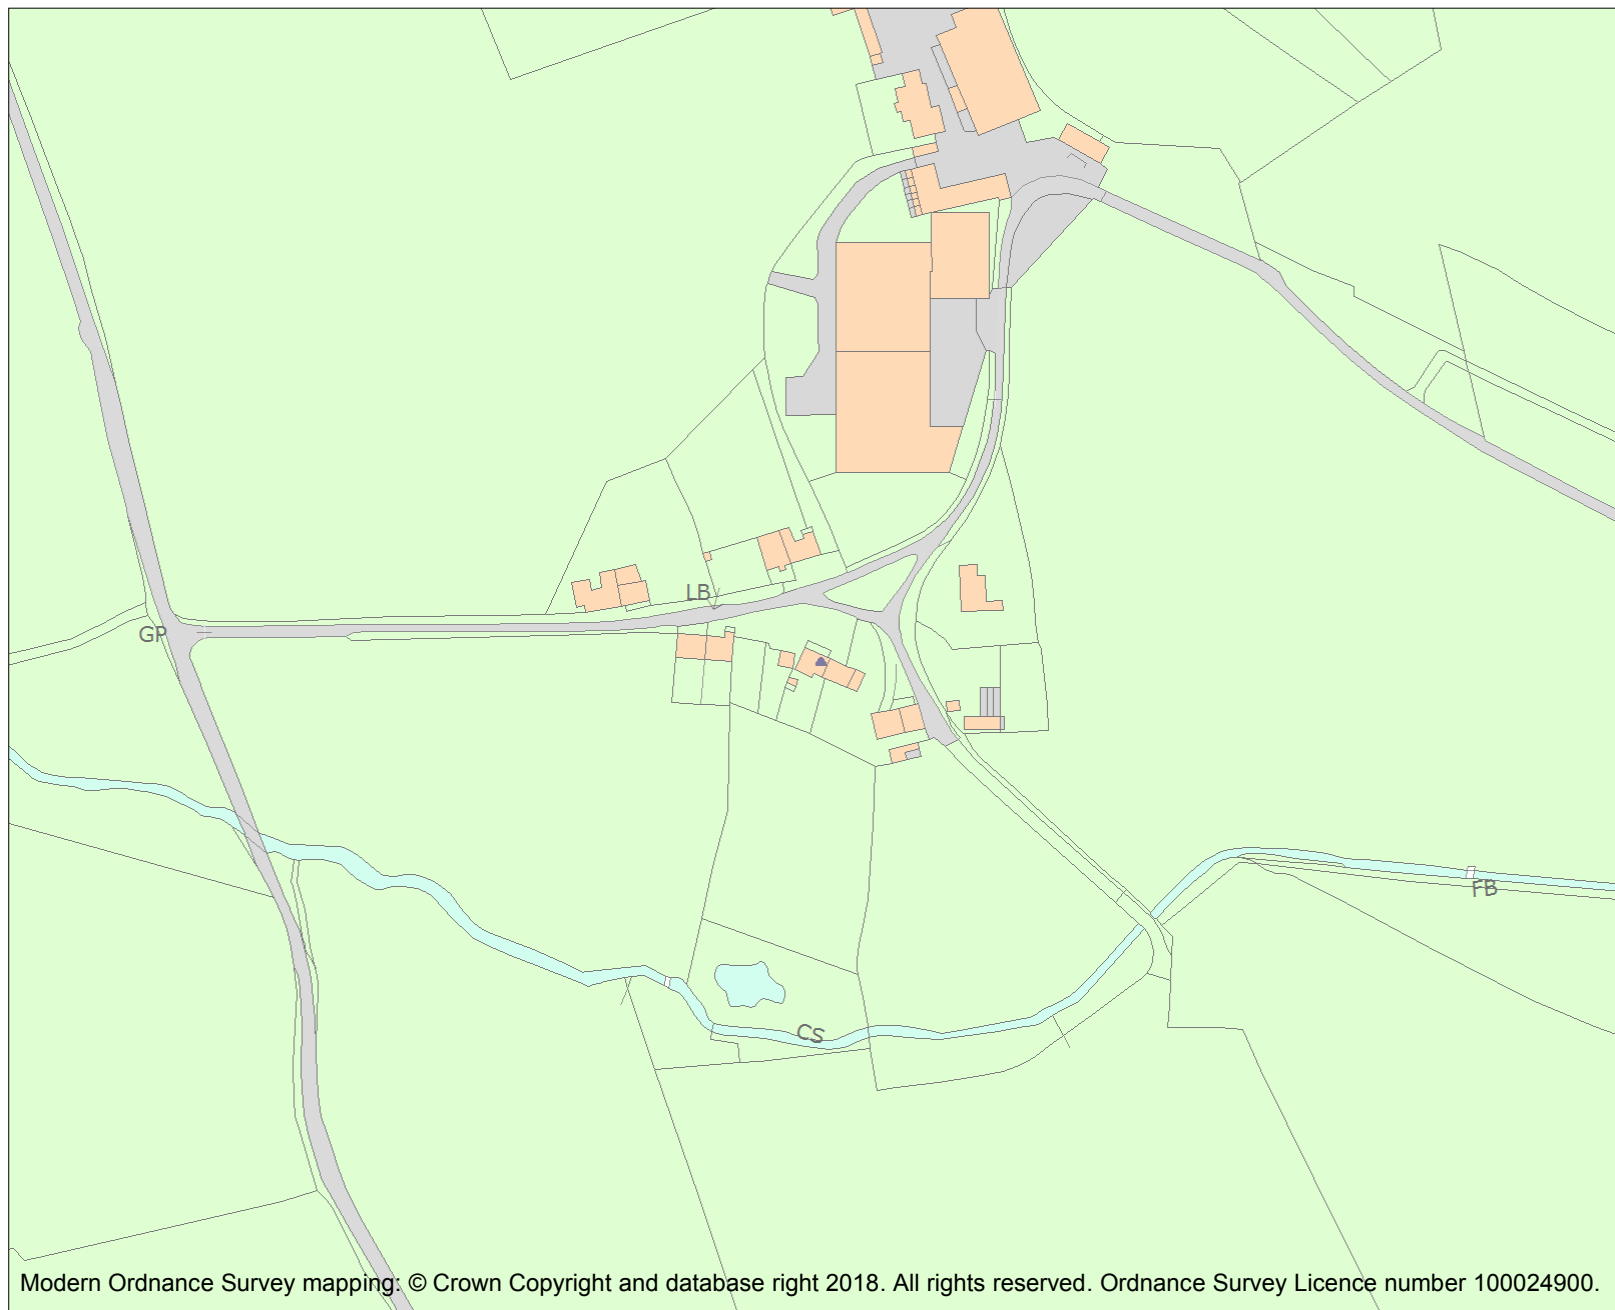 LB
GP
FB
CS
Modern Ordnance Survey mapping: © Crown Copyright and database right 2018. All rights reserved. Ordnance Survey Licence number 100024900.